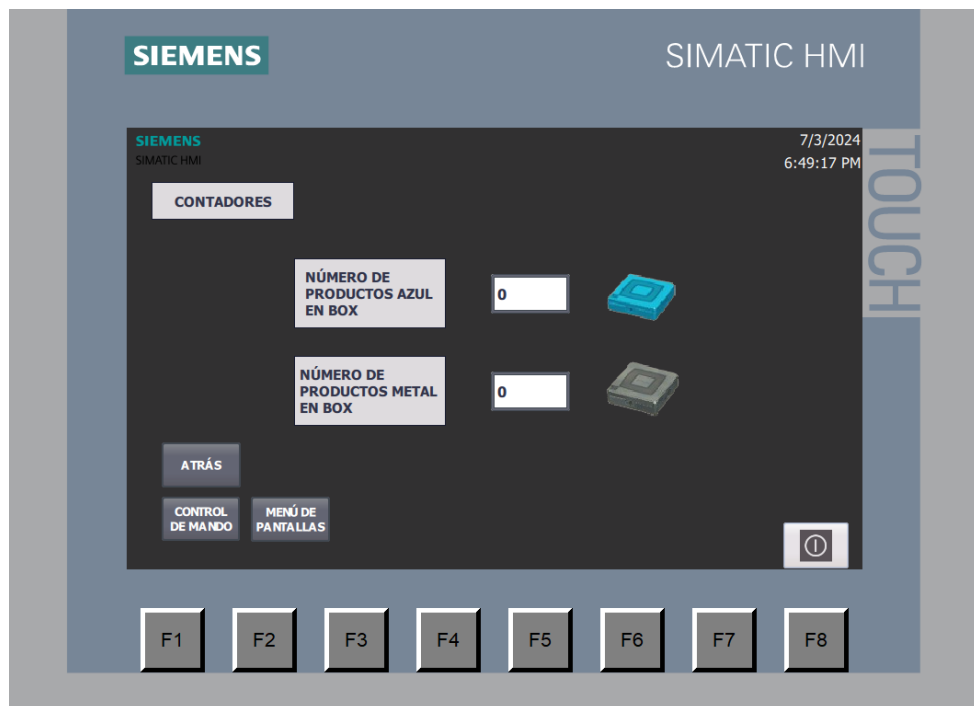 SIEMENS
SIMATIC HMI
SIEMENS
SIMATIC HMI
7/3/2024
6:49:17 PM
TOUCH
CONTADORES
NÚMERO DE
PRODUCTOS AZUL
EN BOX
0
NÚMERO DE
PRODUCTOS METAL
EN BOX
0
ATRÁS
CONTROL
DE MANDO
MENÚ DE
PANTALLAS
F1 F2 F3 F4 F5 F6 F7 F8